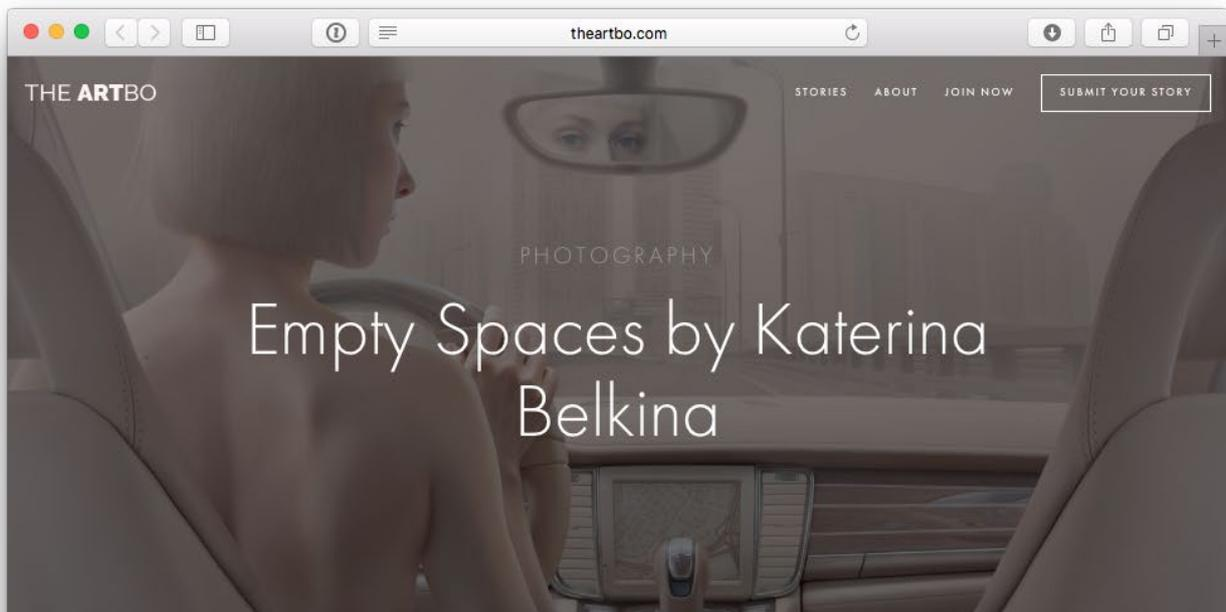 theartbo.com
THE ARTBO
STORIES ABOUT JOIN NOW SUBMIT YOUR STORY
PHOTOGRAPHY
Empty Spaces by Katerina
Belkina